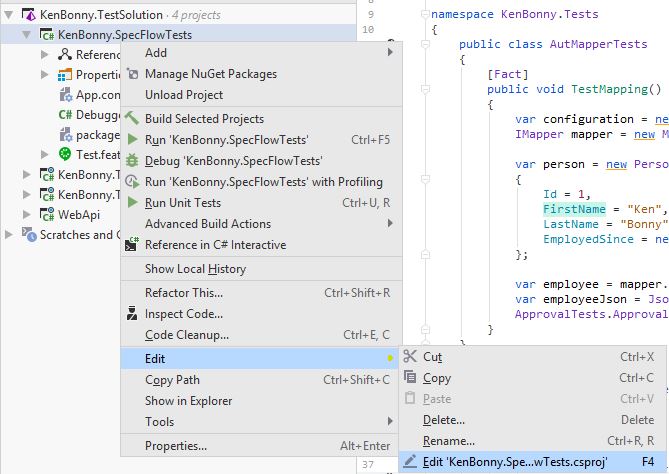 KenBonny.TestSolution · 4 projects
KenBonny.SpecFlowTests
Referenc
Properties
App.con
Debugge
package
Test.feat
KenBonny.T
KenBonny.T
WebApi
Scratches and C
Add
Manage NuGet Packages
Unload Project
Build Selected Projects
Run 'KenBonny.SpecFlowTests' Ctrl+F5
Debug 'KenBonny.SpecFlowTests'
Run 'KenBonny.SpecFlowTests' with Profiling
Run Unit Tests Ctrl+U, R
Advanced Build Actions
Reference in C# Interactive
Show Local History
Refactor This... Ctrl+Shift+R
Inspect Code...
Code Cleanup... Ctrl+E, C
Edit
Copy Path Ctrl+Shift+C
Show in Explorer
Tools
Properties... Alt+Enter
Cut Ctrl+X
Copy Ctrl+C
Paste Ctrl+V
Delete... Delete
Rename... Ctrl+R, R
Edit 'KenBonny.Spe...wTests.csproj' F4
9 namespace KenBonny.Tests
10 {
11 public class AutMapperTests
12 {
13 [Fact]
public void TestMapping()
{
var configuration = ne
IMapper mapper = new M
var person = new Perso
{
Id = 1,
FirstName = "Ken",
LastName = "Bonny"
EmployedSince = ne
};
var employee = mapper.
var employeeJson = Jso
ApprovalTests.Approval
}
}
37